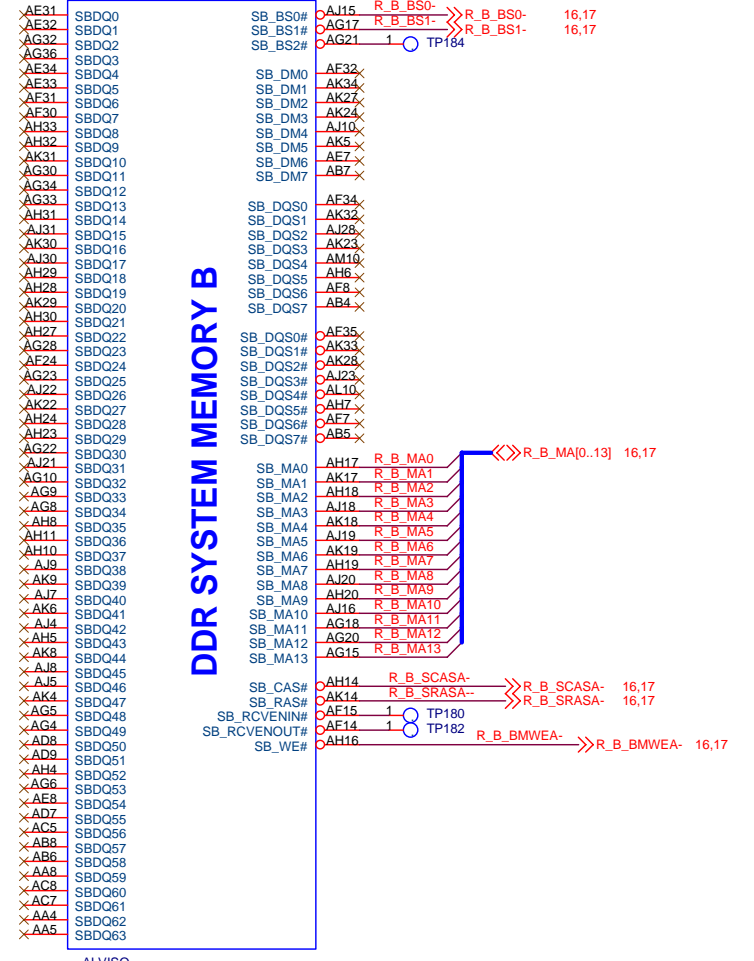 AE31 SBDQ0 SB_BS0# AJ15 R_B_BS0- R_B_BS0- 16,17
AE32 SBDQ1 SB_BS1# AG17 R_B_BS1- R_B_BS1- 16,17
AG32 SBDQ2 SB_BS2# AG21 1 TP184
AG36 SBDQ3
AE34 SBDQ4 SB_DM0 AF32
AE33 SBDQ5 SB_DM1 AK34
AF31 SBDQ6 SB_DM2 AK27
AF30 SBDQ7 SB_DM3 AK24
AH33 SBDQ8 SB_DM4 AJ10
AH32 SBDQ9 SB_DM5 AK5
AK31 SBDQ10 SB_DM6 AE7
AG30 SBDQ11 SB_DM7 AB7
AG34 SBDQ12
AG33 SBDQ13 SB_DQS0 AF34
AH31 SBDQ14 SB_DQS1 AK32
AJ31 SBDQ15 SB_DQS2 AJ28
AK30 SBDQ16 SB_DQS3 AK23
AJ30 SBDQ17 SB_DQS4 AM10
AH29 SBDQ18 SB_DQS5 AH6
AH28 SBDQ19 SB_DQS6 AF8
AK29 SBDQ20 SB_DQS7 AB4
AH30 SBDQ21
AH27 SBDQ22 SB_DQS0# AF35
AG28 SBDQ23 SB_DQS1# AK33
AF24 SBDQ24 SB_DQS2# AK28
AG23 SBDQ25 SB_DQS3# AJ23
AJ22 SBDQ26 SB_DQS4# AL10
AK22 SBDQ27 SB_DQS5# AH7
AH24 SBDQ28 SB_DQS6# AF7
AH23 SBDQ29 SB_DQS7# AB5
AG22 SBDQ30 R_B_MA[0..13] 16,17
AJ21 SBDQ31 SB_MA0 AH17 R_B_MA0
AG10 SBDQ32 SB_MA1 AK17 R_B_MA1
AG9 SBDQ33 SB_MA2 AH18 R_B_MA2
AG8 SBDQ34 SB_MA3 AJ18 R_B_MA3
AH8 SBDQ35 SB_MA4 AK18 R_B_MA4
AH11 SBDQ36 SB_MA5 AJ19 R_B_MA5
AH10 SBDQ37 SB_MA6 AK19 R_B_MA6
AJ9 SBDQ38 SB_MA7 AH19 R_B_MA7
AK9 SBDQ39 SB_MA8 AJ20 R_B_MA8
AJ7 SBDQ40 SB_MA9 AH20 R_B_MA9
AK6 SBDQ41 SB_MA10 AJ16 R_B_MA10
AJ4 SBDQ42 SB_MA11 AG18 R_B_MA11
AH5 SBDQ43 SB_MA12 AG20 R_B_MA12
AK8 SBDQ44 SB_MA13 AG15 R_B_MA13
AJ8 SBDQ45
AJ5 SBDQ46 SB_CAS# AH14 R_B_SCASA- R_B_SCASA- 16,17
AK4 SBDQ47 SB_RAS# AK14 R_B_SRASA-- R_B_SRASA- 16,17
AG5 SBDQ48 SB_RCVENIN# AF15 1 TP180
AG4 SBDQ49 SB_RCVENOUT# AF14 1 TP182
AD8 SBDQ50 SB_WE# AH16 R_B_BMWEA- R_B_BMWEA- 16,17
AD9 SBDQ51
AH4 SBDQ52
AG6 SBDQ53
AE8 SBDQ54
AD7 SBDQ55
AC5 SBDQ56
AB8 SBDQ57
AB6 SBDQ58
AA8 SBDQ59
AC8 SBDQ60
AC7 SBDQ61
AA4 SBDQ62
AA5 SBDQ63
DDR SYSTEM MEMORY B